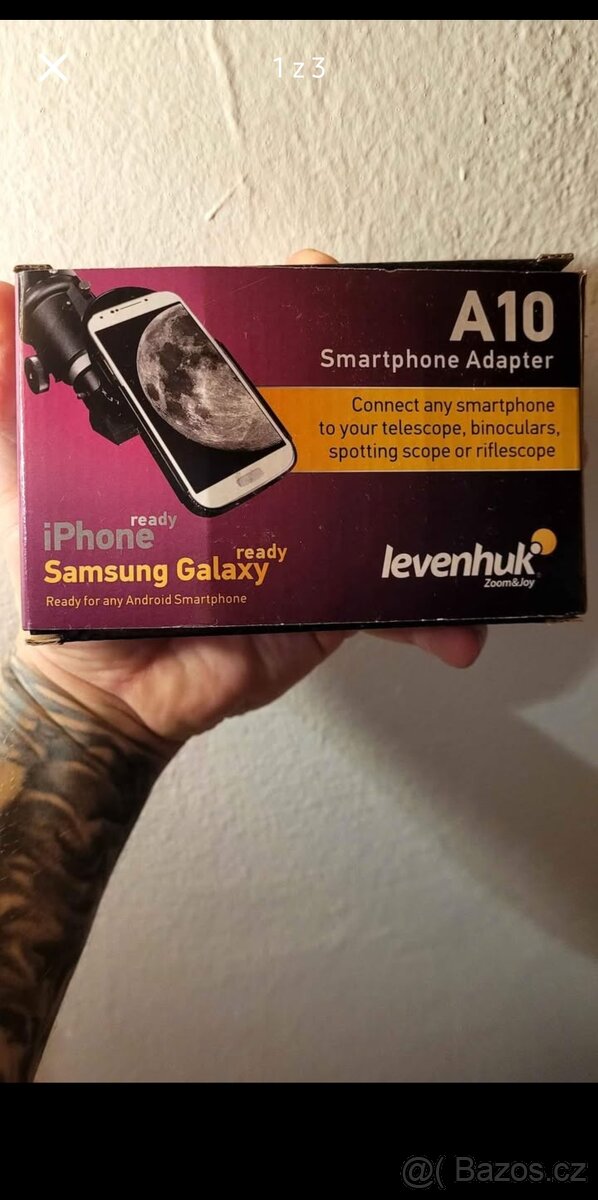 1 z 3
A10
Smartphone Adapter
Connect any smartphone
to your telescope, binoculars,
spotting scope or riflescope
iPhone ready
Samsung Galaxy ready
Ready for any Android Smartphone
levenhuk
Zoom&Joy
@( Bazos.cz